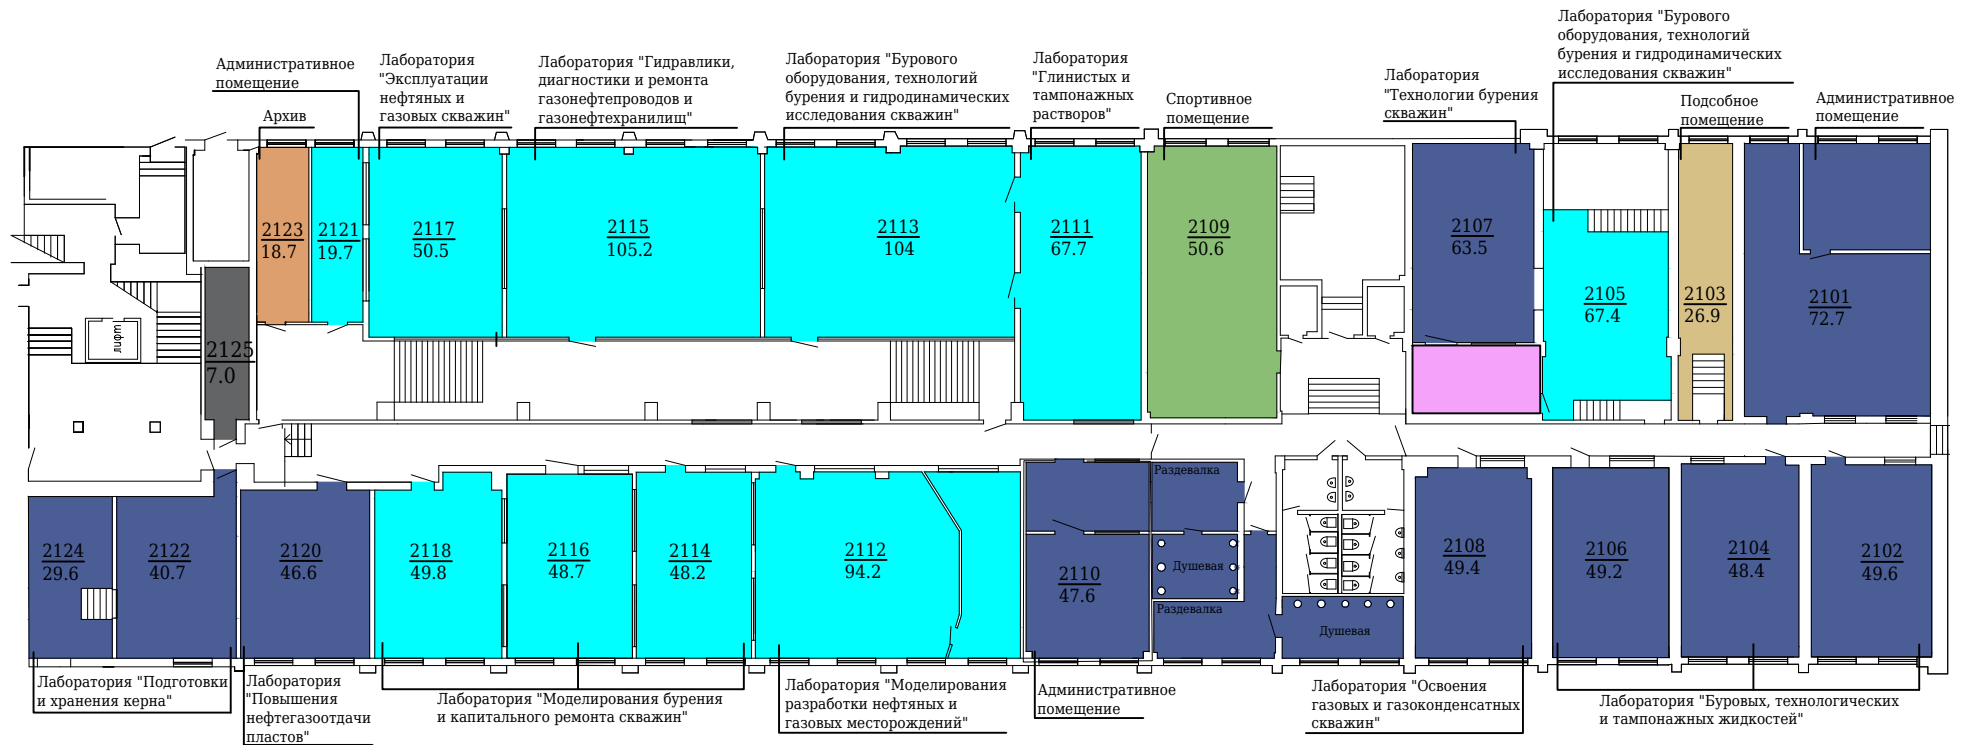 Административное
помещение
Архив
Лаборатория
"Эксплуатации
нефтяных и
газовых скважин"
Лаборатория "Гидравлики,
диагностики и ремонта
газонефтепроводов и
газонефтехранилищ"
Лаборатория "Бурового
оборудования, технологий
бурения и гидродинамических
исследования скважин"
Лаборатория
"Глинистых и
тампонажных
растворов"
Спортивное
помещение
Лаборатория
"Технологии бурения
скважин"
Лаборатория "Бурового
оборудования, технологий
бурения и гидродинамических
исследования скважин"
Подсобное
помещение
Административное
помещение
2123
18.7
2121
19.7
2117
50.5
2115
105.2
2113
104
2111
67.7
2109
50.6
2107
63.5
2105
67.4
2103
26.9
2101
72.7
лифт
2125
7.0
2124
29.6
2122
40.7
2120
46.6
2118
49.8
2116
48.7
2114
48.2
2112
94.2
2110
47.6
Раздевалка
Душевая
Раздевалка
Душевая
2108
49.4
2106
49.2
2104
48.4
2102
49.6
Лаборатория "Подготовки
и хранения керна"
Лаборатория
"Повышения
нефтегазоотдачи
пластов"
Лаборатория "Моделирования бурения
и капитального ремонта скважин"
Лаборатория "Моделирования
разработки нефтяных и
газовых месторождений"
Административное
помещение
Лаборатория "Освоения
газовых и газоконденсатных
скважин"
Лаборатория "Буровых, технологических
и тампонажных жидкостей"